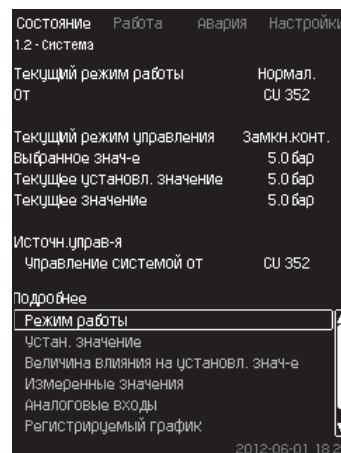 Состояние Работа Авария Настройки
1.2 - Система
Текущий режим работы Нормал.
От CU 352
Текущий режим управления Замкн.конт.
Выбранное знач-е 5.0 бар
Текущее установл. значение 5.0 бар
Текущее значение 5.0 бар
Источн.управ-я
Управление системой от CU 352
Подробнее
Режим работы
Устан. значение
Величина влияния на установл. знач-е
Измеренные значения
Аналоговые входы
Регистрируемый график
2012-06-01 18:2